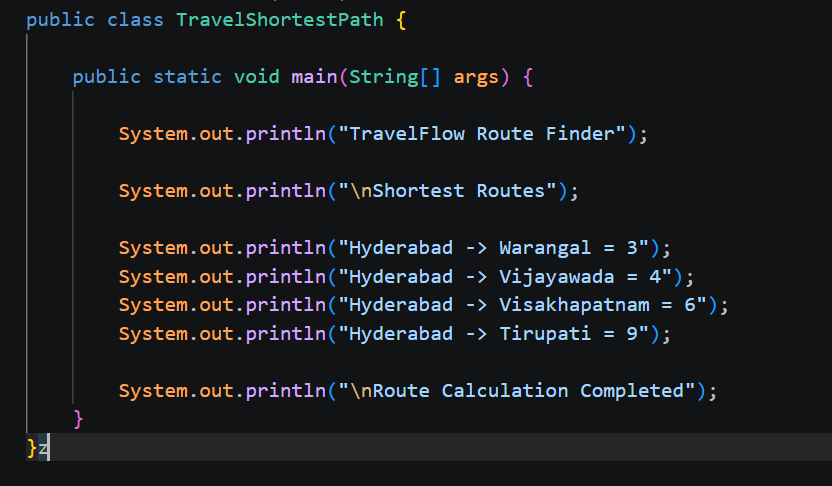 public class TravelShortestPath {
public static void main(String[] args) {
System.out.println("TravelFlow Route Finder");
System.out.println("\nShortest Routes");
System.out.println("Hyderabad -> Warangal = 3");
System.out.println("Hyderabad -> Vijayawada = 4");
System.out.println("Hyderabad -> Visakhapatnam = 6");
System.out.println("Hyderabad -> Tirupati = 9");
System.out.println("\nRoute Calculation Completed");
}
}z